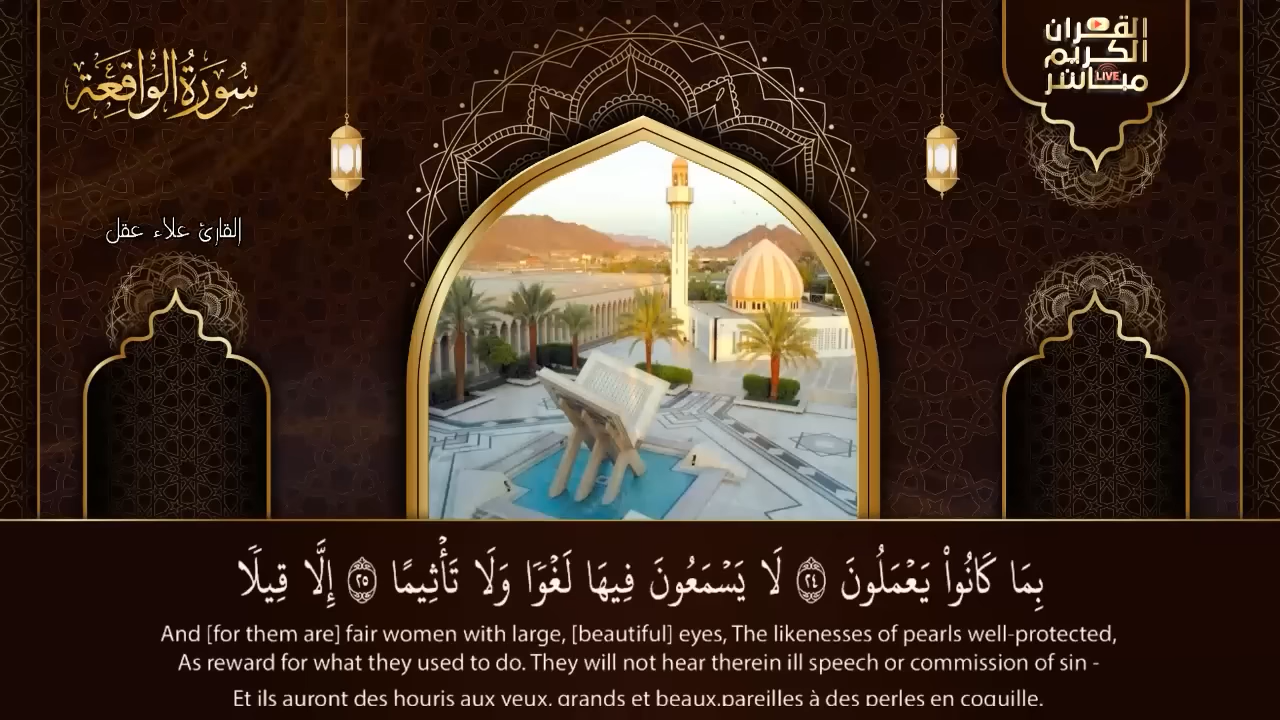 سُورَةُ الوَاقِعَة
القرآن
الكريم
مباشر
LIVE
القارئ علاء عقل
بِمَا كَانُوا۟ يَعْمَلُونَ ٢٤ لَا يَسْمَعُونَ فِيهَا لَغْوًا وَلَا تَأْثِيمًا ٢٥ إِلَّا قِيلًا
And [for them are] fair women with large, [beautiful] eyes, The likenesses of pearls well-protected,
As reward for what they used to do. They will not hear therein ill speech or commission of sin -
Et ils auront des houris aux yeux, grands et beaux,pareilles à des perles en coquille.